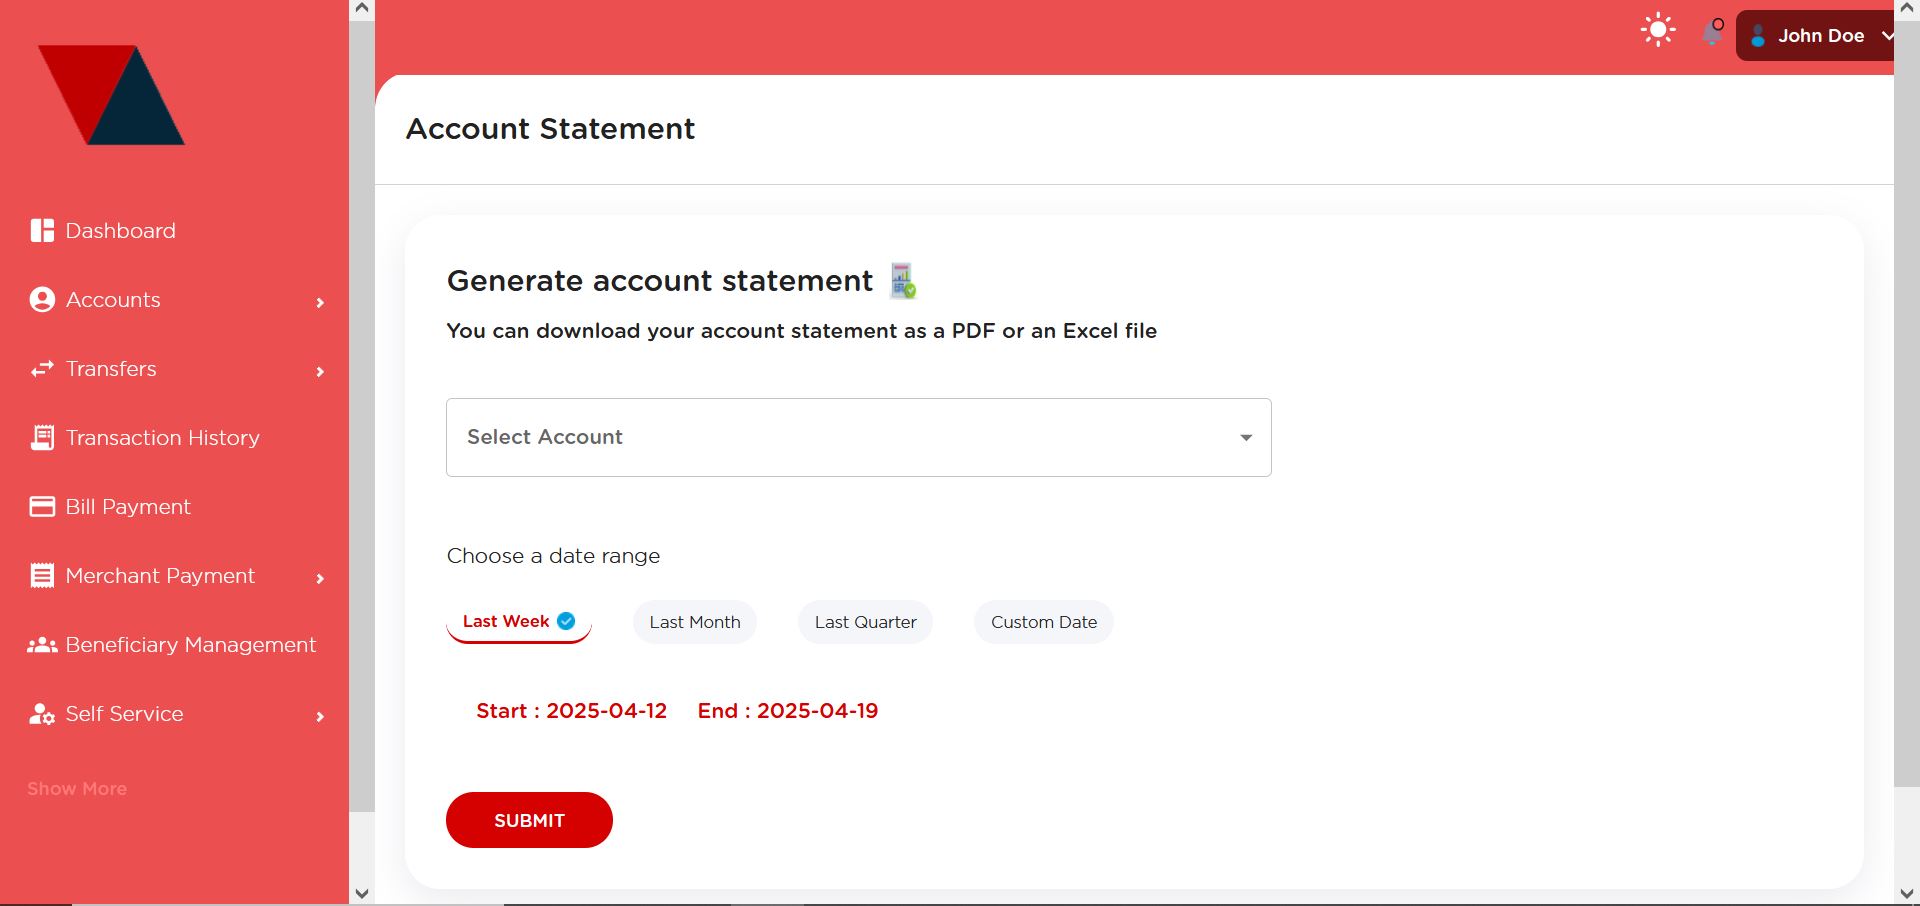 John Doe
Dashboard
Accounts
Transfers
Transaction History
Bill Payment
Merchant Payment
Beneficiary Management
Self Service
Show More
Account Statement
Generate account statement
You can download your account statement as a PDF or an Excel file
Select Account
Choose a date range
Last Week
Last Month
Last Quarter
Custom Date
Start : 2025-04-12 End : 2025-04-19
SUBMIT